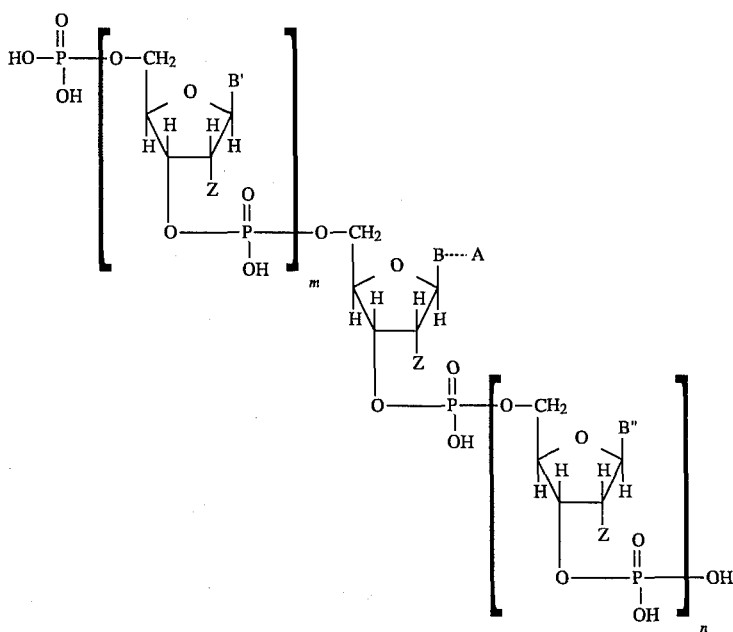 O
HO—P—O—CH₂
OH
B'
O
H H
H H
Z
O
O—P—O—CH₂
OH
m
B----A
O
H H
H H
Z
O
O—P—O—CH₂
OH
B"
O
H H
H H
Z
O
O—P—OH
OH
n